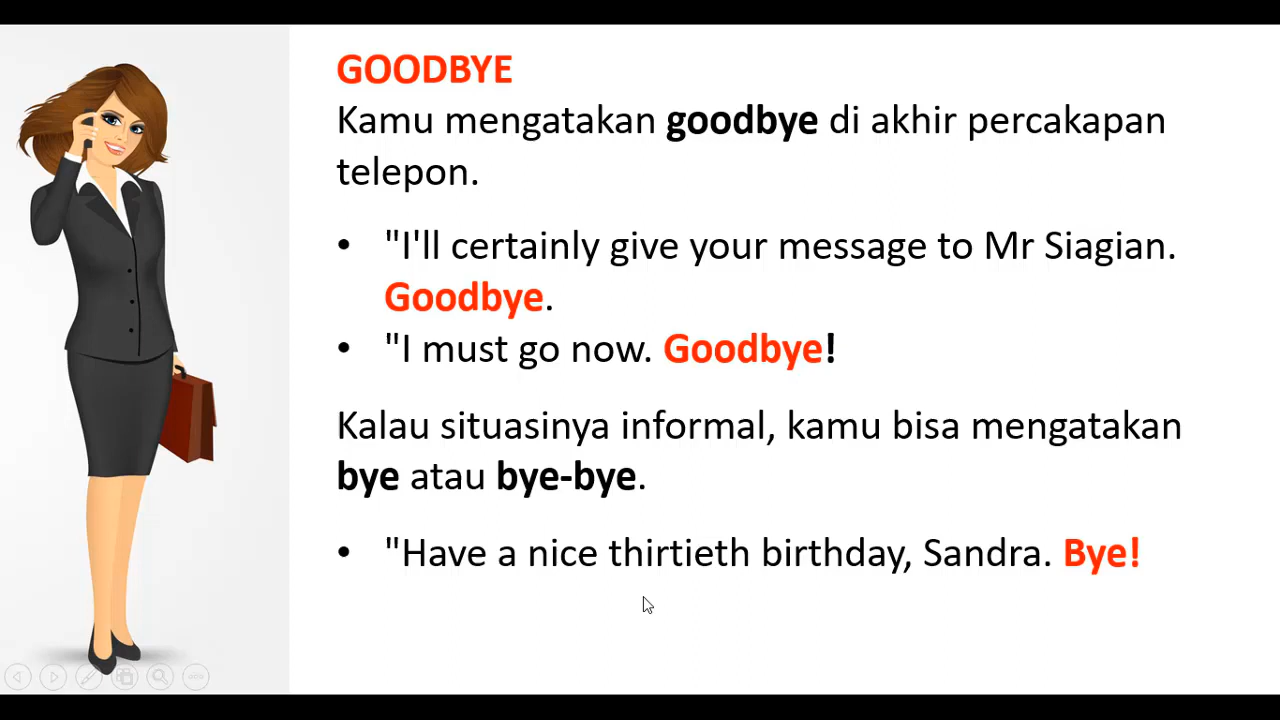 GOODBYE
Kamu mengatakan goodbye di akhir percakapan
telepon.
• "I'll certainly give your message to Mr Siagian.
Goodbye.
• "I must go now. Goodbye!
Kalau situasinya informal, kamu bisa mengatakan
bye atau bye-bye.
• "Have a nice thirtieth birthday, Sandra. Bye!